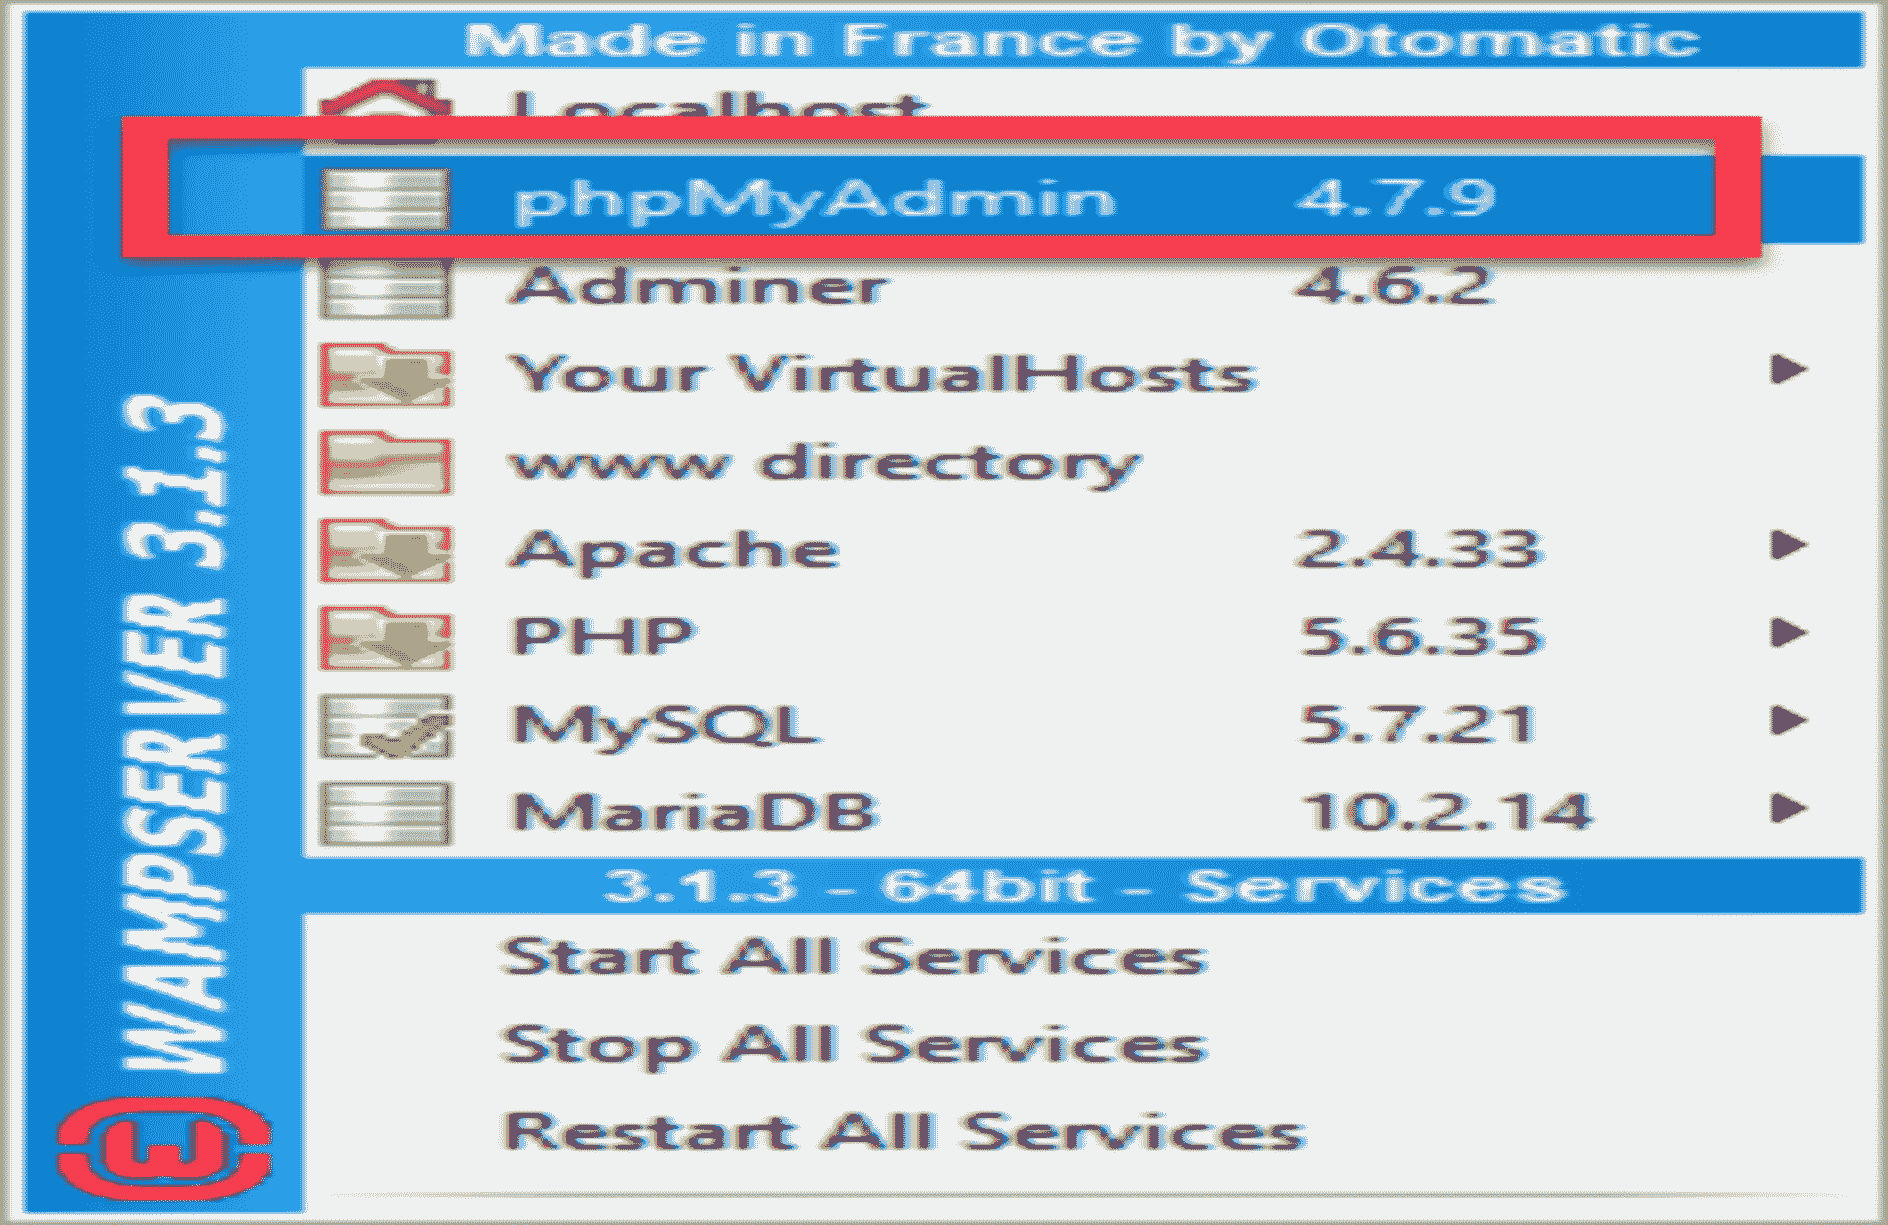 Made in France by Otomatic
Localhost
phpMyAdmin 4.7.9
Adminer 4.6.2
Your VirtualHosts
www directory
Apache 2.4.33
PHP 5.6.35
MySQL 5.7.21
MariaDB 10.2.14
3.1.3 - 64bit - Services
Start All Services
Stop All Services
Restart All Services
WAMPSERVER 3.1.3
W